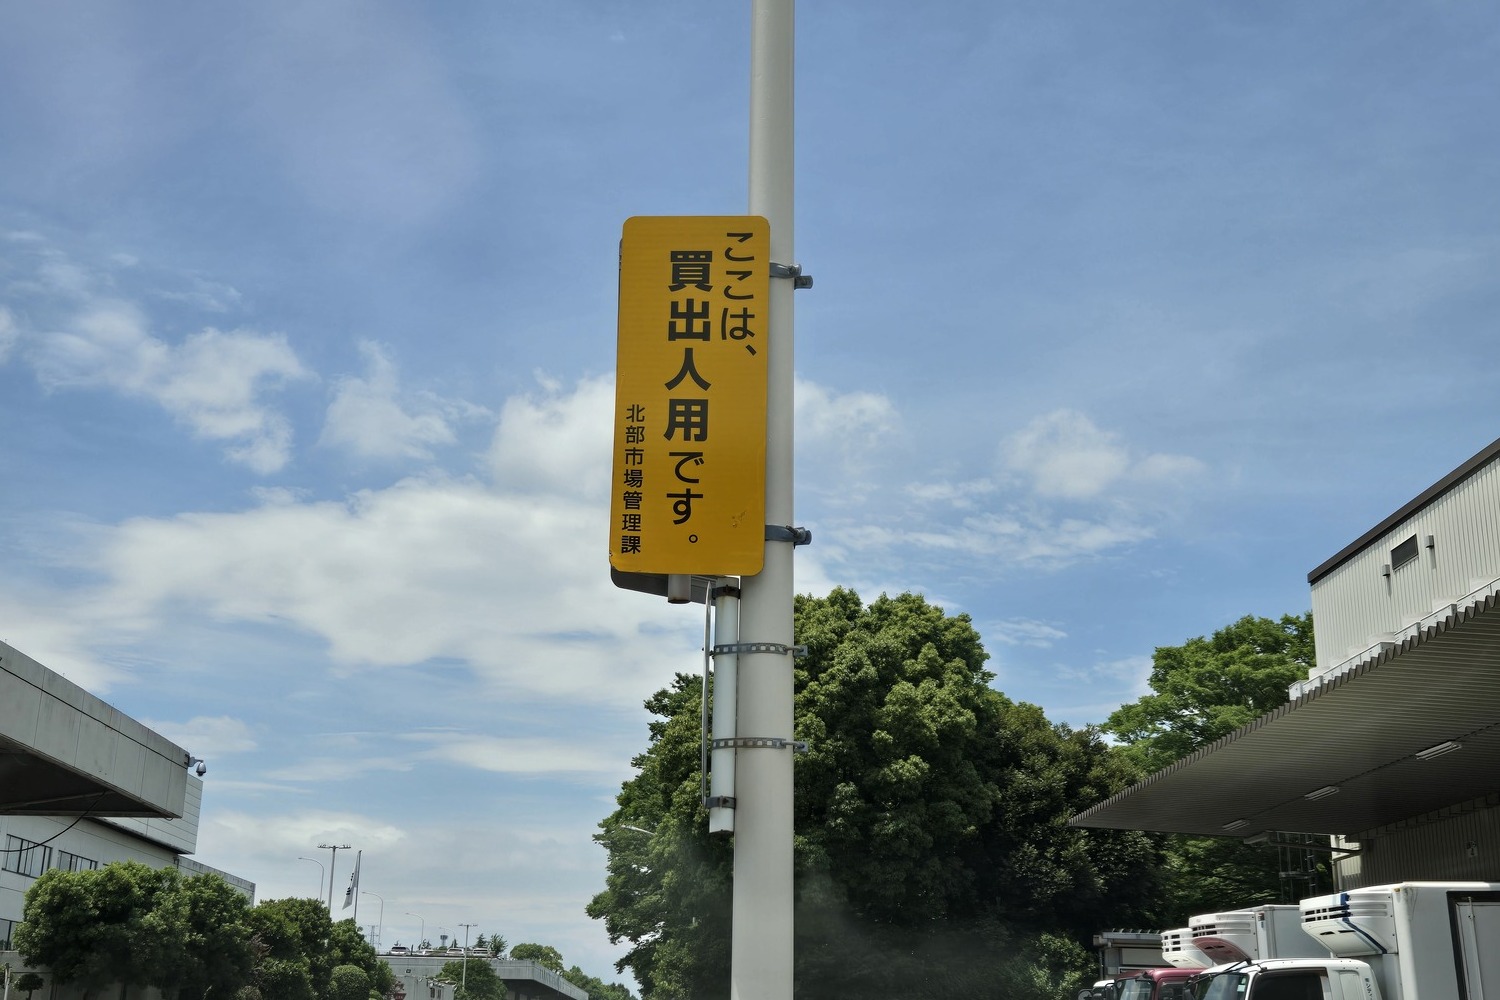 ここは、
買出人用です。
北部市場管理課